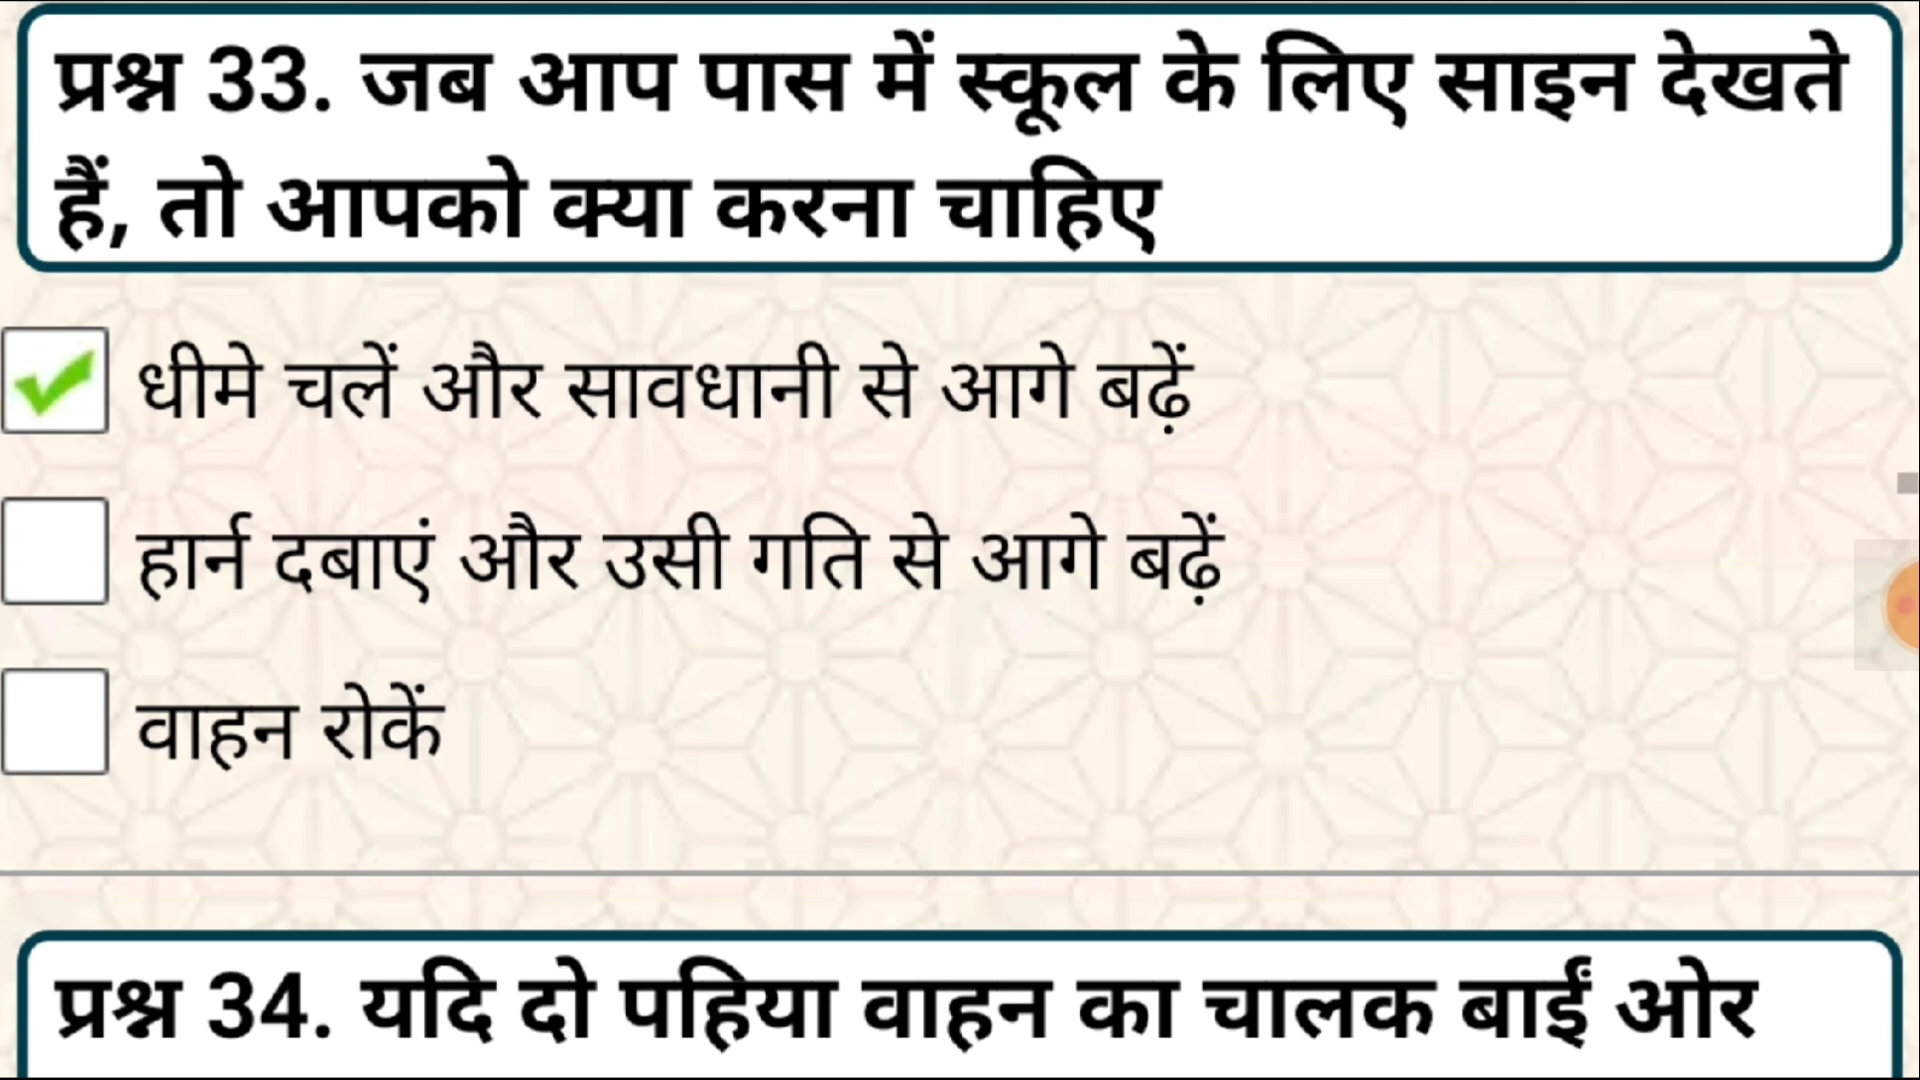 प्रश्न 33. जब आप पास में स्कूल के लिए साइन देखते
हैं, तो आपको क्या करना चाहिए
धीमे चलें और सावधानी से आगे बढ़ें
हार्न दबाएं और उसी गति से आगे बढ़ें
वाहन रोकें
प्रश्न 34. यदि दो पहिया वाहन का चालक बाईं ओर